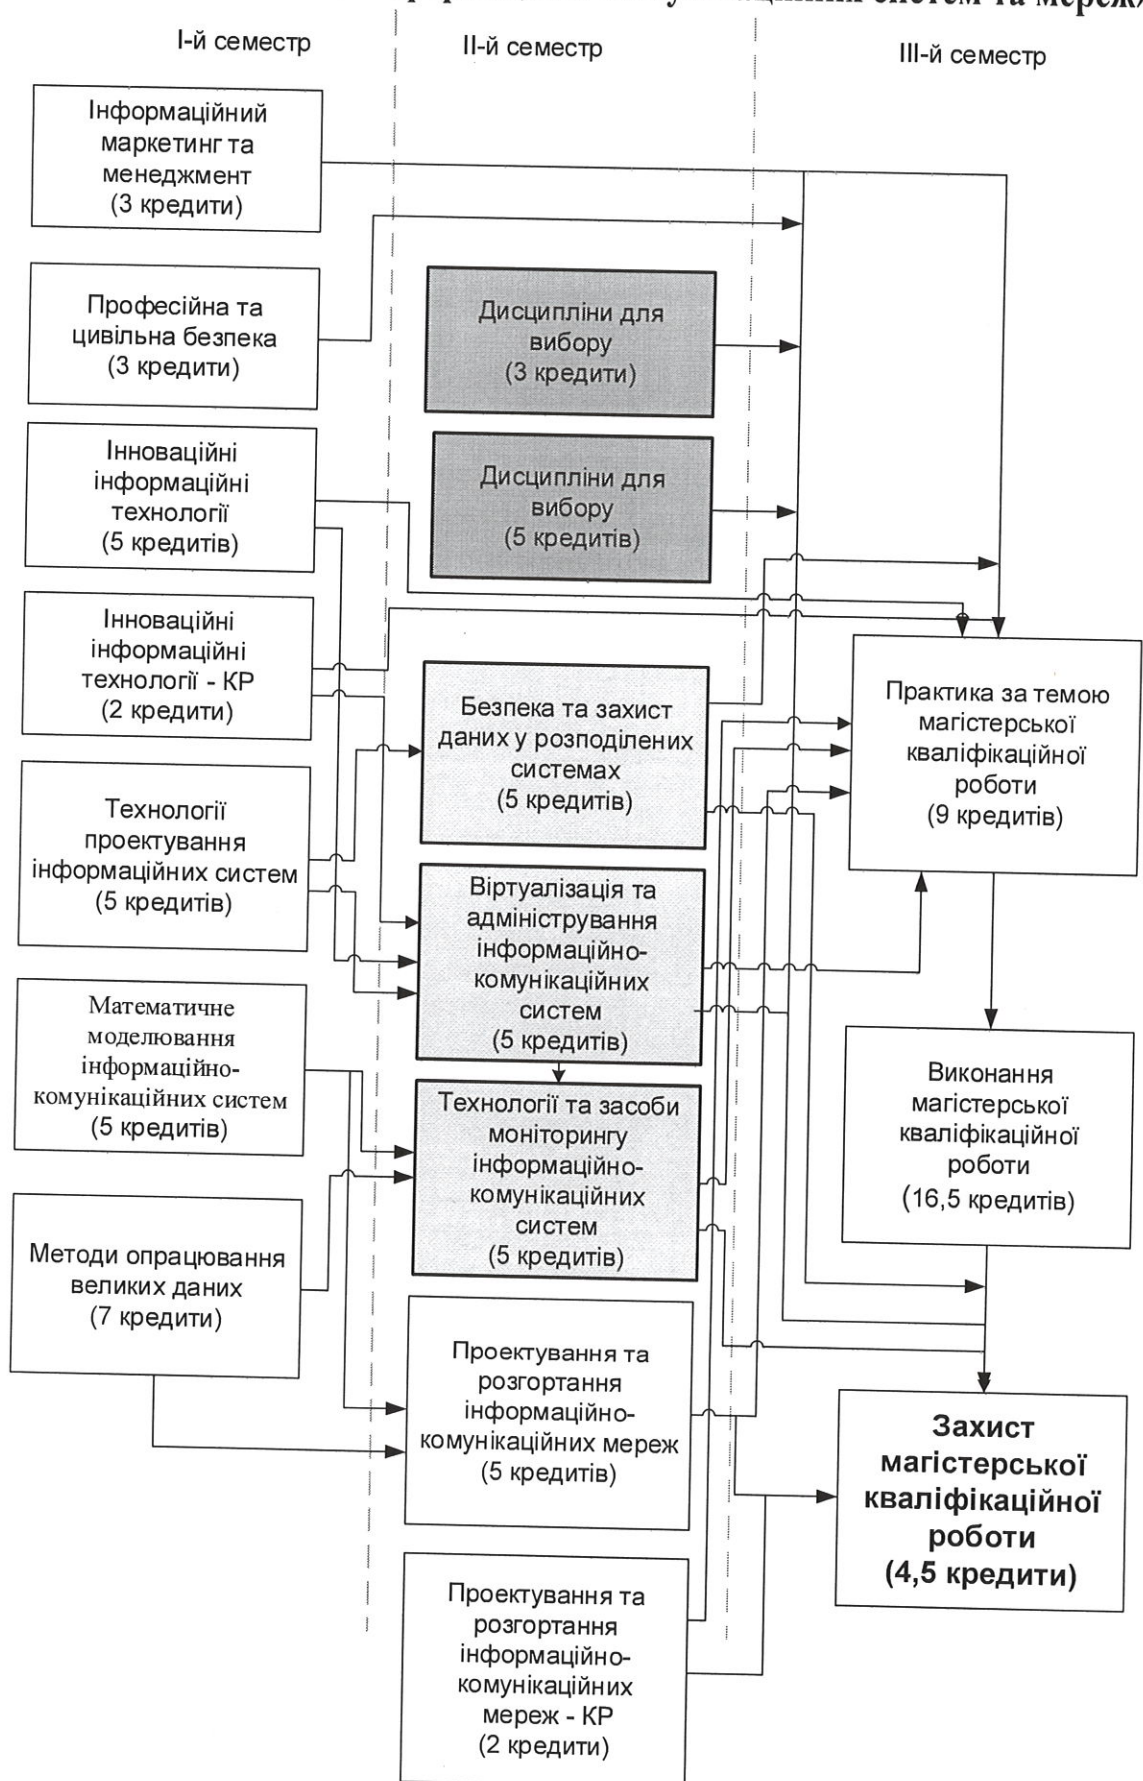 систем та мереж»
І-й семестр
ІІ-й семестр
ІІІ-й семестр
Інформаційний
маркетинг та
менеджмент
(3 кредити)
Професійна та
цивільна безпека
(3 кредити)
Інноваційні
інформаційні
технології
(5 кредитів)
Інноваційні
інформаційні
технології - КР
(2 кредити)
Технології
проектування
інформаційних систем
(5 кредитів)
Математичне
моделювання
інформаційно-
комунікаційних систем
(5 кредитів)
Методи опрацювання
великих даних
(7 кредити)
Дисципліни для
вибору
(3 кредити)
Дисципліни для
вибору
(5 кредитів)
Безпека та захист
даних у розподілених
системах
(5 кредитів)
Віртуалізація та
адміністрування
інформаційно-
комунікаційних
систем
(5 кредитів)
Технології та засоби
моніторингу
інформаційно-
комунікаційних
систем
(5 кредитів)
Проектування та
розгортання
інформаційно-
комунікаційних мереж
(5 кредитів)
Проектування та
розгортання
інформаційно-
комунікаційних
мереж - КР
(2 кредити)
Практика за темою
магістерської
кваліфікаційної
роботи
(9 кредитів)
Виконання
магістерської
кваліфікаційної
роботи
(16,5 кредитів)
Захист
магістерської
кваліфікаційної
роботи
(4,5 кредити)